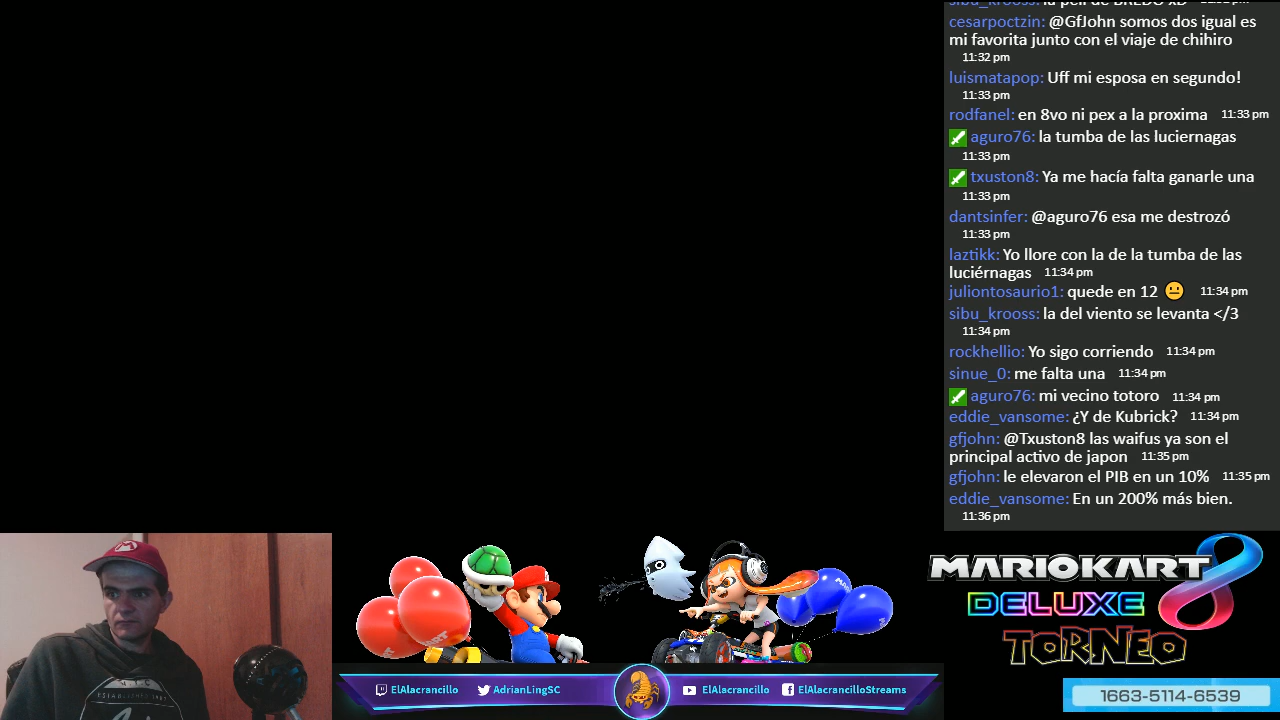 sibu_krooss: la peli de BREDO xD
cesarpoctzin: @GfJohn somos dos igual es
mi favorita junto con el viaje de chihiro
11:32 pm
luismatapop: Uff mi esposa en segundo!
11:33 pm
rodfanel: en 8vo ni pex a la proxima 11:33 pm
aguro76: la tumba de las luciernagas
11:33 pm
txuston8: Ya me hacía falta ganarle una
11:33 pm
dantsinfer: @aguro76 esa me destrozó
11:33 pm
laztikk: Yo llore con la de la tumba de las
luciérnagas 11:34 pm
juliontosaurio1: quede en 12 😐 11:34 pm
sibu_krooss: la del viento se levanta </3
11:34 pm
rockhellio: Yo sigo corriendo 11:34 pm
sinue_0: me falta una 11:34 pm
aguro76: mi vecino totoro 11:34 pm
eddie_vansome: ¿Y de Kubrick? 11:34 pm
gfjohn: @Txuston8 las waifus ya son el
principal activo de japon 11:35 pm
gfjohn: le elevaron el PIB en un 10% 11:35 pm
eddie_vansome: En un 200% más bien.
11:36 pm
MARIOKART 8
DELUXE
TORNEO
1663-5114-6539
ElAlacrancillo AdrianLingSC ElAlacrancillo ElAlacrancilloStreams